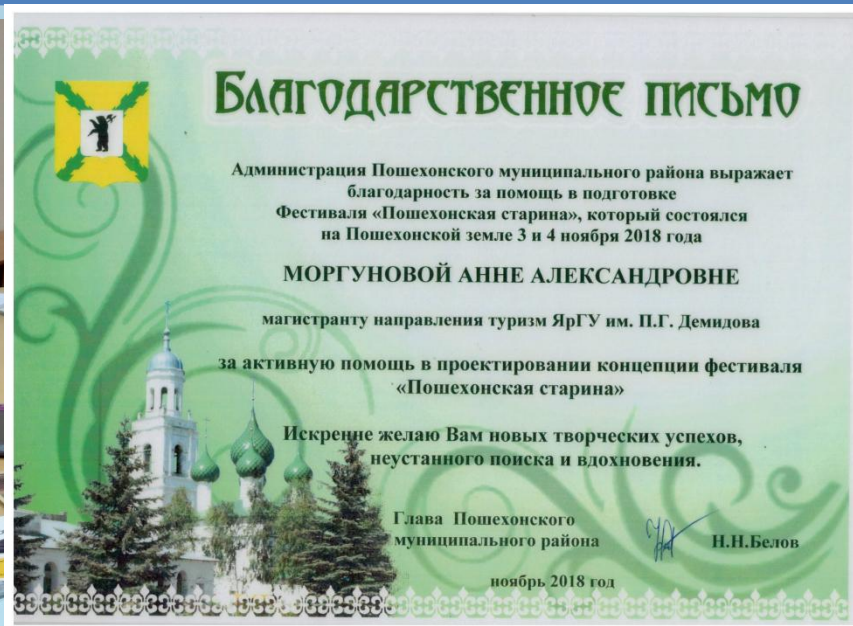 Благодарственное письмо
Администрация Пошехонского муниципального района выражает
благодарность за помощь в подготовке
Фестиваля «Пошехонская старина», который состоялся
на Пошехонской земле 3 и 4 ноября 2018 года
МОРГУНОВОЙ АННЕ АЛЕКСАНДРОВНЕ
магистранту направления туризм ЯрГУ им. П.Г. Демидова
за активную помощь в проектировании концепции фестиваля
«Пошехонская старина»
Искренне желаю Вам новых творческих успехов,
неустанного поиска и вдохновения.
Глава Пошехонского
муниципального района Н.Н.Белов
ноябрь 2018 год